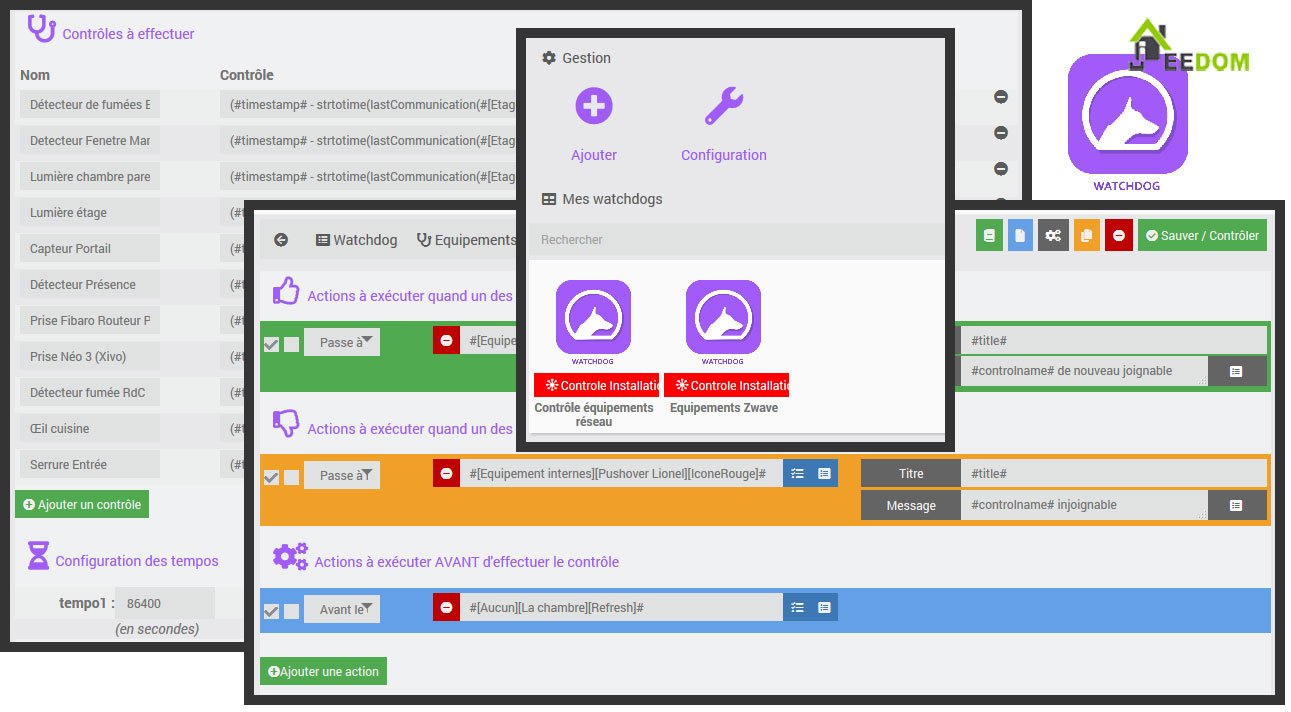 Contrôles à effectuer
Nom Contrôle
Détecteur de fumées E (#timestamp# - strtotime(lastCommunication(#[Etag
Detecteur Fenetre Mar (#timestamp# - strtotime(lastCommunication(#[Etag
Lumière chambre pare (#timestamp# - strtotime(lastCommunication(#[Etag
Lumière étage (#t
Capteur Portail (#t
Détecteur Présence (#t
Prise Fibaro Routeur P (#t
Prise Néo 3 (Xivo) (#t
Détecteur fumée RdC (#t
Œil cuisine (#t
Serrure Entrée (#t
Ajouter un contrôle
Configuration des tempos
tempo1 : 86400
(en secondes)
Gestion
Ajouter Configuration
Mes watchdogs
Rechercher
WATCHDOG WATCHDOG
Controle Installati Controle Installati
Contrôle équipements Equipements Zwave
réseau
JEEDOM
WATCHDOG
Watchdog Equipements Sauver / Contrôler
Actions à exécuter quand un des
Passe à #[Equipe #title#
#controlname# de nouveau joignable
Actions à exécuter quand un des
Passe à #[Equipement internes][Pushover Lionel][IconeRouge]# Titre #title#
Message #controlname# injoignable
Actions à exécuter AVANT d'effectuer le contrôle
Avant le #[Aucun][La chambre][Refresh]#
Ajouter une action